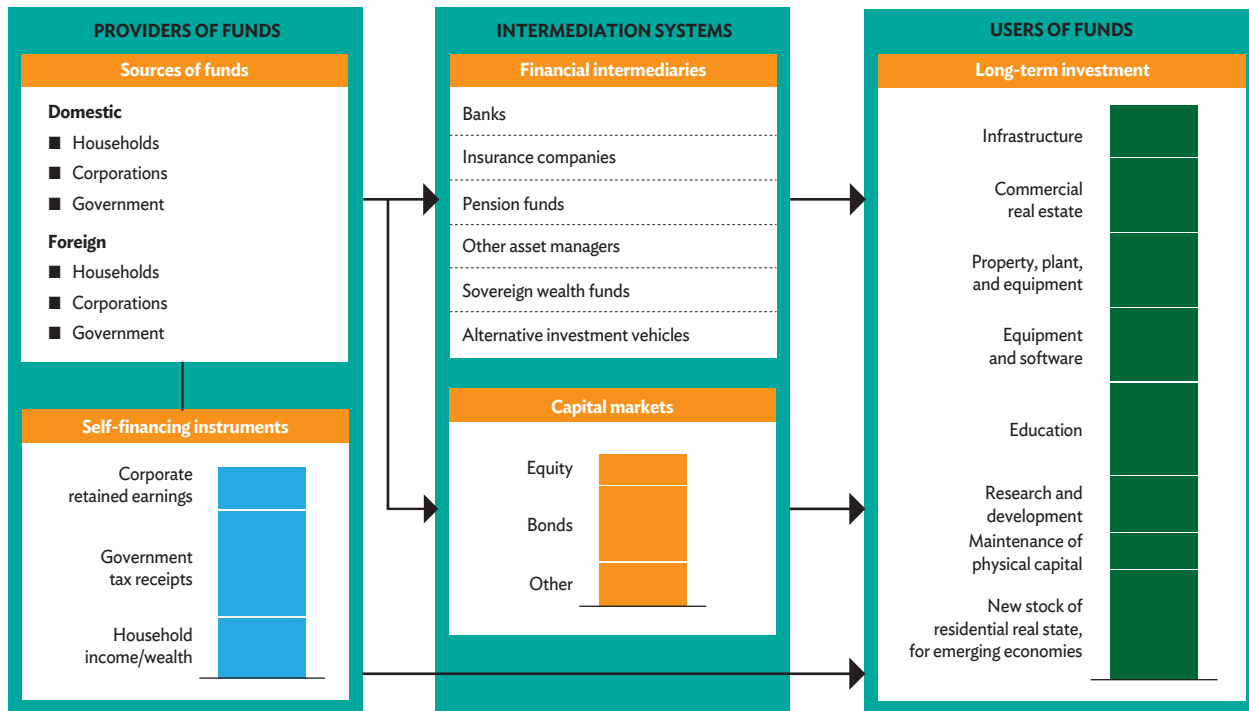 PROVIDERS OF FUNDS
Sources of funds
Domestic
■ Households
■ Corporations
■ Government
Foreign
■ Households
■ Corporations
■ Government
Self-financing instruments
Corporate
retained earnings
Government
tax receipts
Household
income/wealth
INTERMEDIATION SYSTEMS
Financial intermediaries
Banks
Insurance companies
Pension funds
Other asset managers
Sovereign wealth funds
Alternative investment vehicles
Capital markets
Equity
Bonds
Other
USERS OF FUNDS
Long-term investment
Infrastructure
Commercial
real estate
Property, plant,
and equipment
Equipment
and software
Education
Research and
development
Maintenance of
physical capital
New stock of
residential real state,
for emerging economies